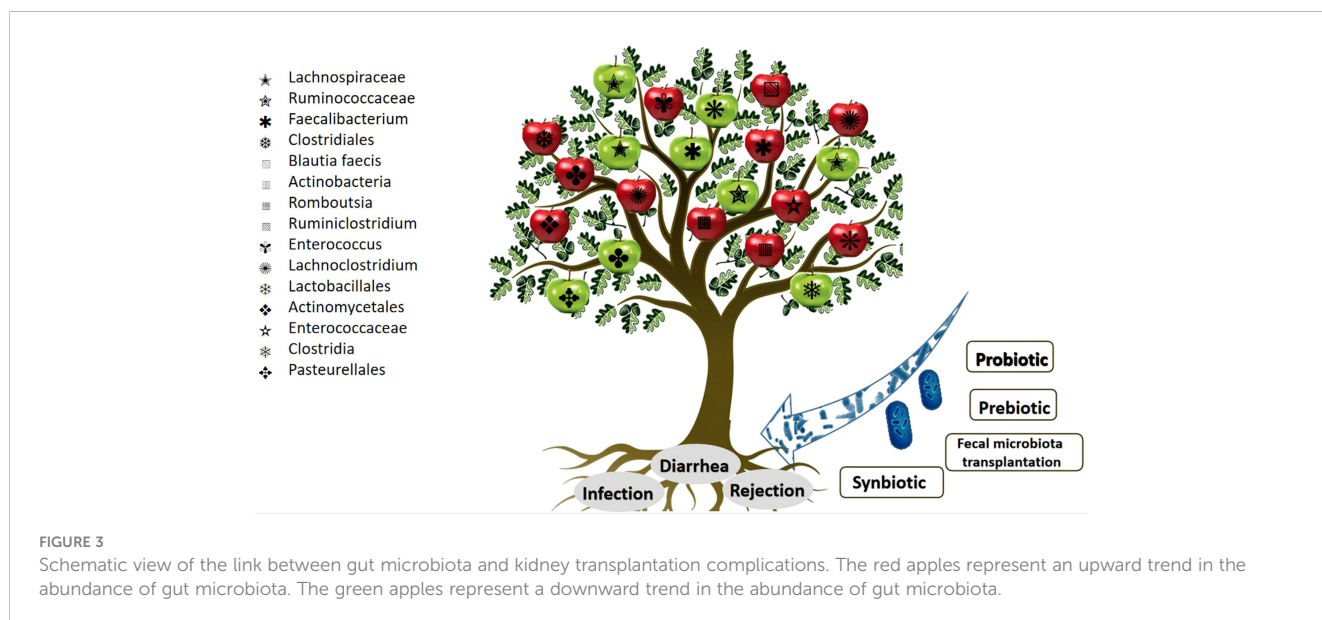 Lachnospiraceae
Ruminococcaceae
Faecalibacterium
Clostridiales
Blautia faecis
Actinobacteria
Romboutsia
Ruminiclostridium
Enterococcus
Lachnoclostridium
Lactobacillales
Actinomycetales
Enterococcaceae
Clostridia
Pasteurellales
Probiotic
Prebiotic
Fecal microbiota
transplantation
Synbiotic
Diarrhea
Infection
Rejection
FIGURE 3
Schematic view of the link between gut microbiota and kidney transplantation complications. The red apples represent an upward trend in the
abundance of gut microbiota. The green apples represent a downward trend in the abundance of gut microbiota.